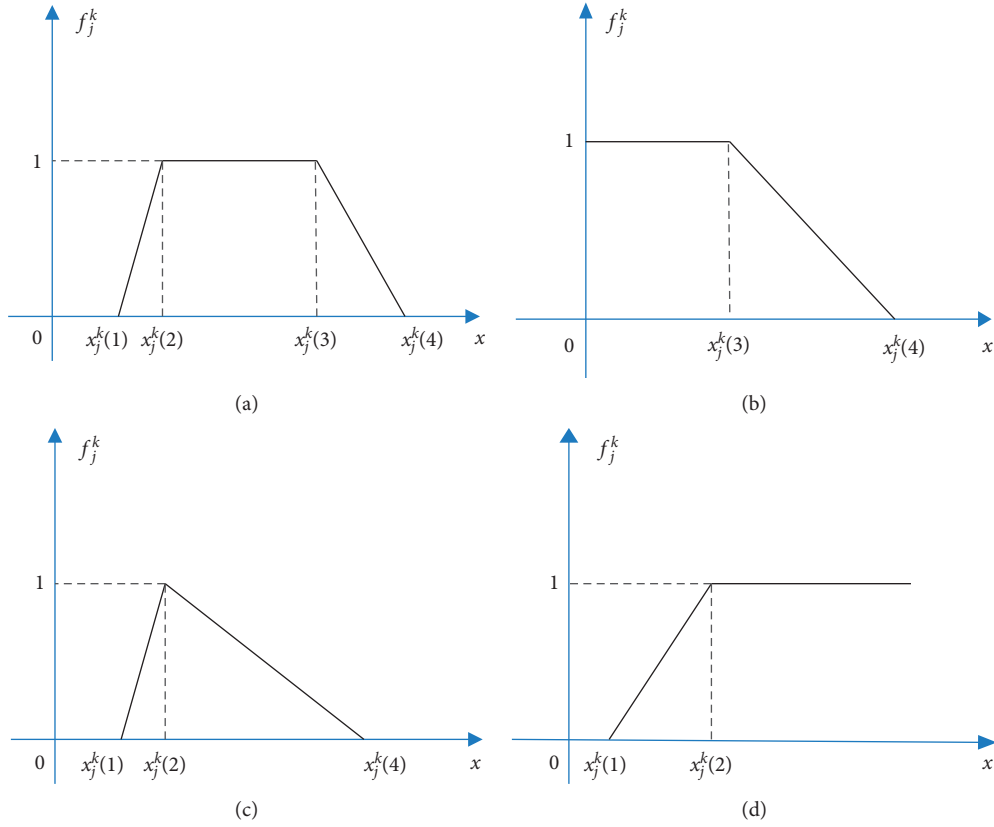 f_j^k
1
0 x_j^k(1) x_j^k(2) x_j^k(3) x_j^k(4) x
(a)
f_j^k
1
0 x_j^k(3) x_j^k(4) x
(b)
f_j^k
1
0 x_j^k(1) x_j^k(2) x_j^k(4) x
(c)
f_j^k
1
0 x_j^k(1) x_j^k(2) x
(d)